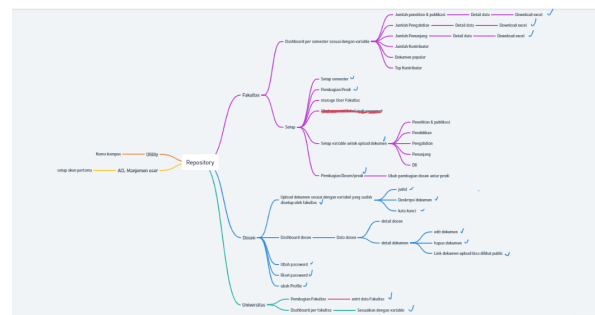 Jumlah penelitian & publikasi
Detail data
Download excel
Jumlah Pengabdian
Detail data
Download excel
Jumlah Penunjang
Detail data
Download excel
Jumlah Kontributor
Dokumen populer
Top Kontributor
Dashboard per semester sesuai dengan variable
Fakultas
Setup
Setup semester
Pembagian Prodi
manage User Fakultas
Setup variable untuk upload dokumen
Penelitian & publikasi
Pendidikan
Pengabdian
Penunjang
Dll
Pembagian Dosen/prodi
Ubah pembagian dosen antar prodi
Nama kampus
Utility
setup akun pertama
ACL Manjemen user
Repository
Dosen
Upload dokumen sesuai dengan variabel yang sudah
disetup oleh fakultas
judul
Deskripsi dokumen
kata kunci
Dashboard dosen
Data dosen
detail dosen
detail dokumen
edit dokumen
hapus dokumen
Link dokumen upload bisa dilihat public
Ubah password
Reset password
ubah Profile
Universitas
Pembagian Fakultas
entri data Fakultas
Dashboard per fakultas
Sesuaikan dengan variable